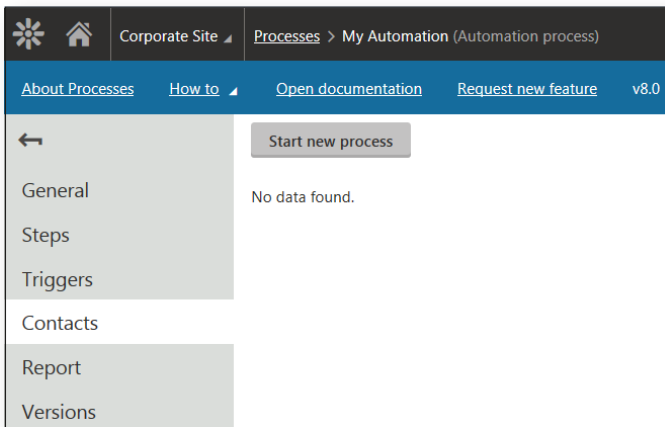 Corporate Site Processes > My Automation (Automation process)
About Processes How to Open documentation Request new feature v8.0
Start new process
General
No data found.
Steps
Triggers
Contacts
Report
Versions